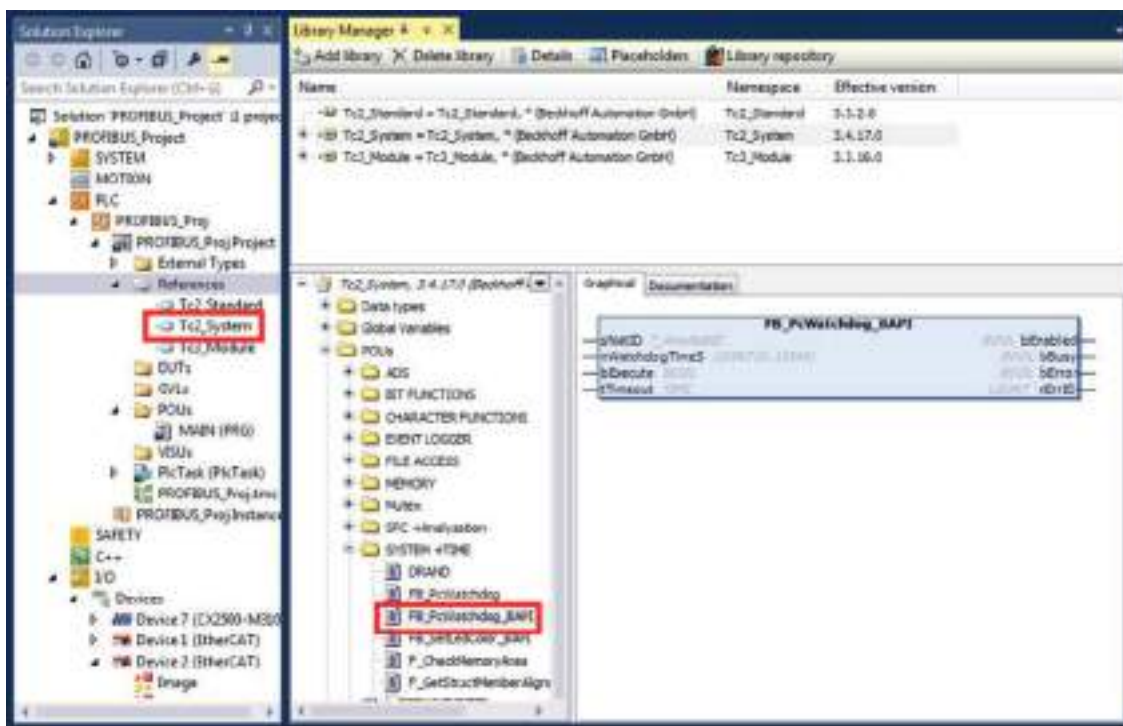 Solution Explorer
Search Solution Explorer (Ctrl+ü)
Solution 'PROFIBUS_Project' (1 projec
PROFIBUS_Project
SYSTEM
MOTION
PLC
PROFIBUS_Proj
PROFIBUS_Proj Project
External Types
References
Tc2_Standard
Tc2_System
Tc3_Module
DUTs
GVLs
POUs
MAIN (PRG)
VISUs
PlcTask (PlcTask)
PROFIBUS_Proj.tmc
PROFIBUS_Proj Instance
SAFETY
C++
I/O
Devices
Device 7 (CX2500-M310
Device 1 (EtherCAT)
Device 2 (EtherCAT)
Image
Library Manager
Add library Delete library Details Placeholders Library repository
Name Namespace Effective version
Tc2_Standard = Tc2_Standard, * (Beckhoff Automation GmbH) Tc2_Standard 3.3.2.0
Tc2_System = Tc2_System, * (Beckhoff Automation GmbH) Tc2_System 3.4.17.0
Tc3_Module = Tc3_Module, * (Beckhoff Automation GmbH) Tc3_Module 3.3.16.0
Tc2_System, 3.4.17.0 (Beckhoff
Data types
Global Variables
POUs
ADS
BIT FUNCTIONS
CHARACTER FUNCTIONS
EVENT LOGGER
FILE ACCESS
MEMORY
Mutex
SFC +Analyzation
SYSTEM +TIME
DRAND
FB_PcWatchdog
FB_PcWatchdog_BAPI
FB_SetLedColor_BAPI
F_CheckMemoryArea
F_GetStructMemberAlignm
Graphical Documentation
FB_PcWatchdog_BAPI
sNetID bEnabled
nWatchdogTimeS bBusy
bExecute BOOL bError
tTimeout TIME nErrID